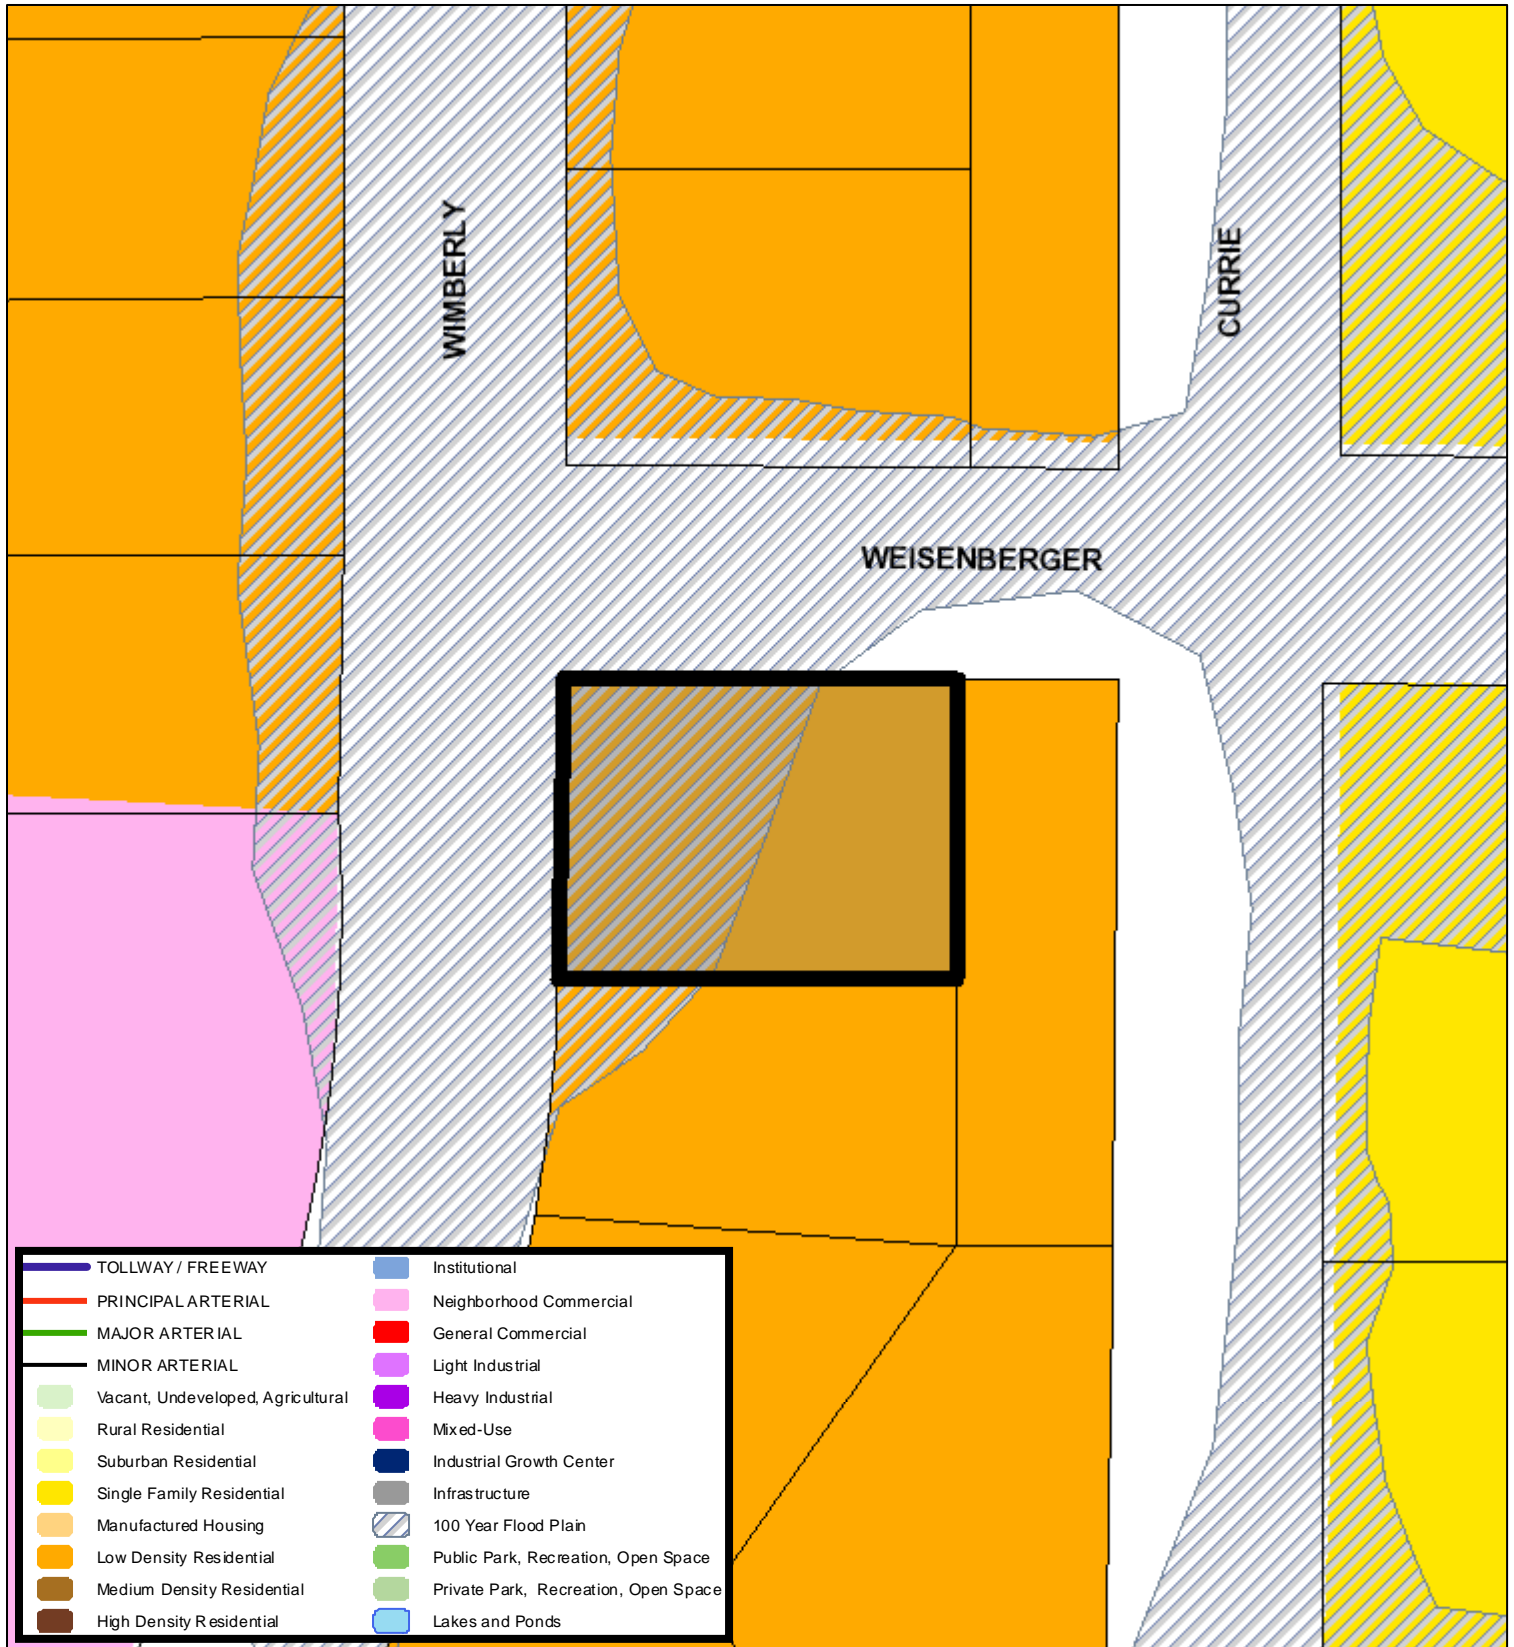 WIMBERLY
CURRIE
WEISENBERGER
TOLLWAY / FREEWAY
PRINCIPAL ARTERIAL
MAJOR ARTERIAL
MINOR ARTERIAL
Vacant, Undeveloped, Agricultural
Rural Residential
Suburban Residential
Single Family Residential
Manufactured Housing
Low Density Residential
Medium Density Residential
High Density Residential
Institutional
Neighborhood Commercial
General Commercial
Light Industrial
Heavy Industrial
Mixed-Use
Industrial Growth Center
Infrastructure
100 Year Flood Plain
Public Park, Recreation, Open Space
Private Park, Recreation, Open Space
Lakes and Ponds